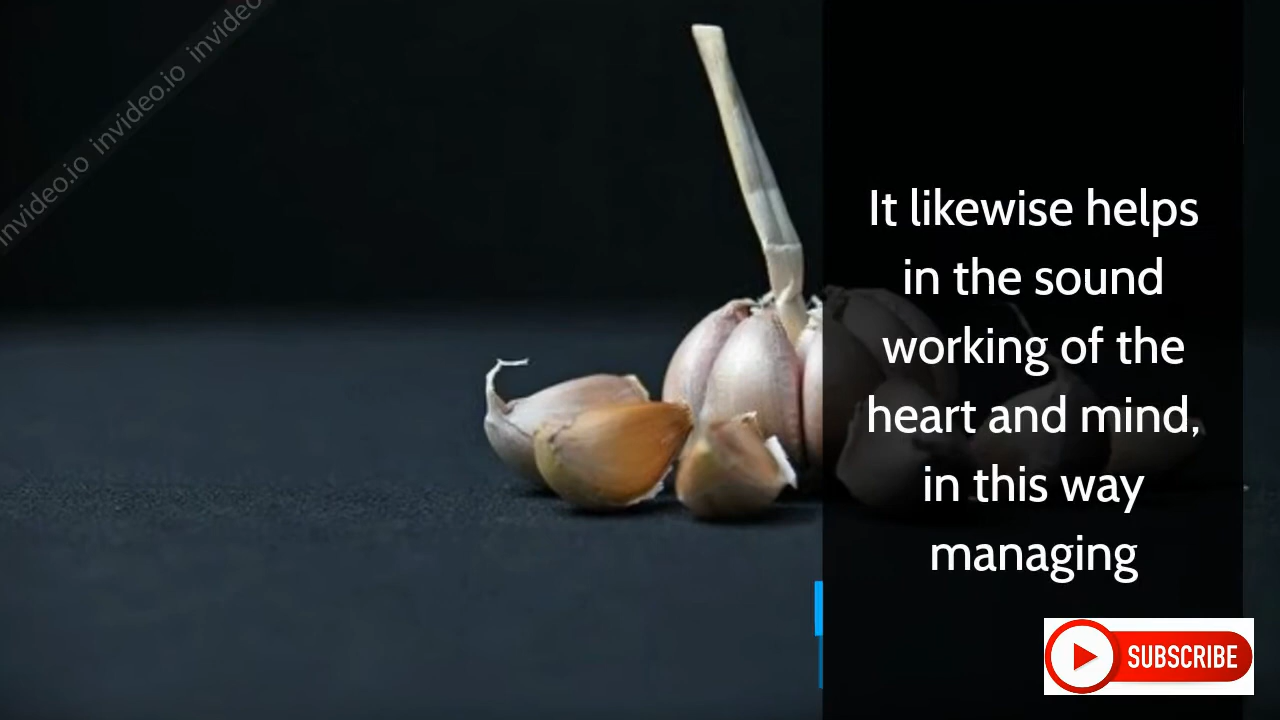 invideo.io invideo.io invideo
It likewise helps
in the sound
working of the
heart and mind,
in this way
managing
SUBSCRIBE